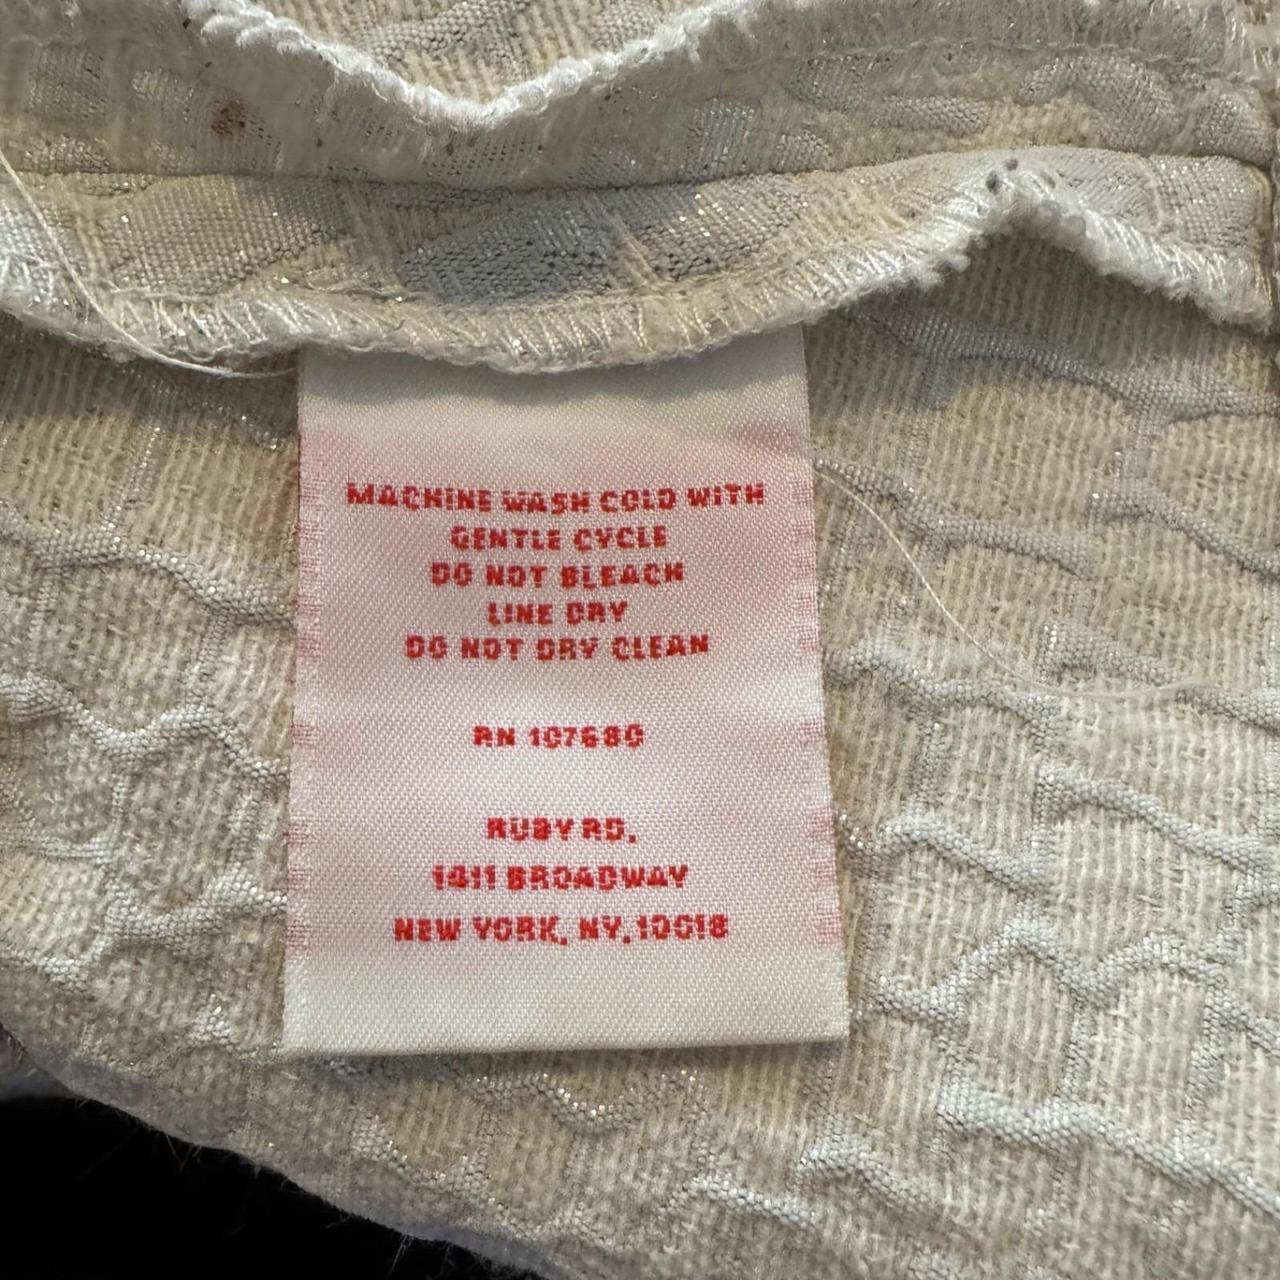 MACHINE WASH COLD WITH
GENTLE CYCLE
DO NOT BLEACH
LINE DRY
DO NOT DRY CLEAN
RN 107680
RUBY RD.
1411 BROADWAY
NEW YORK, NY, 10018